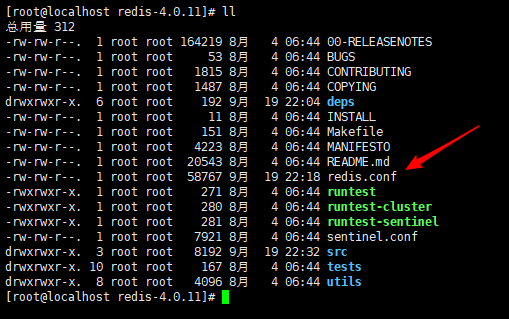 [root@localhost redis-4.0.11]# ll
总用量 312
-rw-rw-r--. 1 root root 164219 8月 4 06:44 00-RELEASENOTES
-rw-rw-r--. 1 root root 53 8月 4 06:44 BUGS
-rw-rw-r--. 1 root root 1815 8月 4 06:44 CONTRIBUTING
-rw-rw-r--. 1 root root 1487 8月 4 06:44 COPYING
drwxrwxr-x. 6 root root 192 9月 19 22:04 deps
-rw-rw-r--. 1 root root 11 8月 4 06:44 INSTALL
-rw-rw-r--. 1 root root 151 8月 4 06:44 Makefile
-rw-rw-r--. 1 root root 4223 8月 4 06:44 MANIFESTO
-rw-rw-r--. 1 root root 20543 8月 4 06:44 README.md
-rw-rw-r--. 1 root root 58767 9月 19 22:18 redis.conf
-rwxrwxr-x. 1 root root 271 8月 4 06:44 runtest
-rwxrwxr-x. 1 root root 280 8月 4 06:44 runtest-cluster
-rwxrwxr-x. 1 root root 281 8月 4 06:44 runtest-sentinel
-rw-rw-r--. 1 root root 7921 8月 4 06:44 sentinel.conf
drwxrwxr-x. 3 root root 8192 9月 19 22:32 src
drwxrwxr-x. 10 root root 167 8月 4 06:44 tests
drwxrwxr-x. 8 root root 4096 8月 4 06:44 utils
[root@localhost redis-4.0.11]#